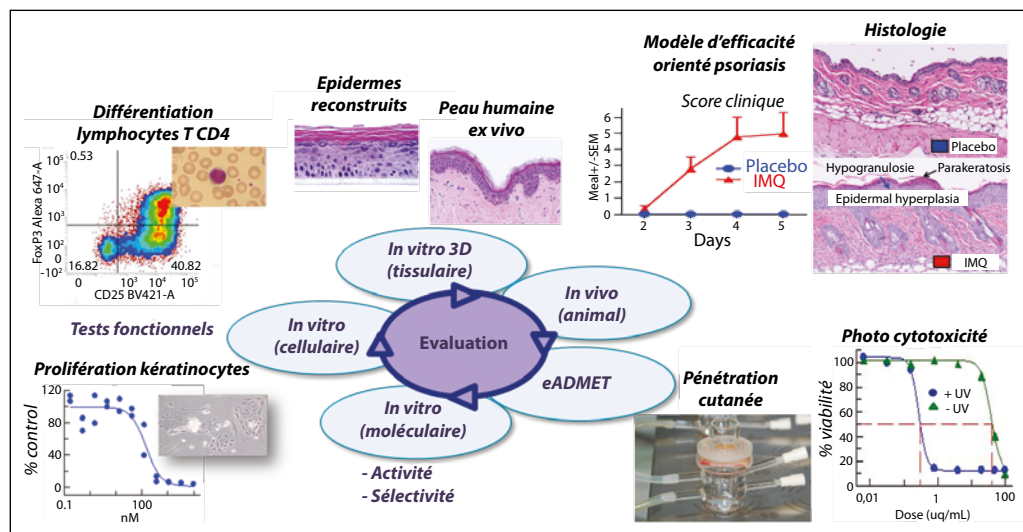 Histologie
Modèle d'efficacité
orienté psoriasis
Epidermes
reconstruits
Peau humaine
ex vivo
Différentiation
lymphocytes T CD4
Score clinique
0.53
FoxP3 Alexa 647-A
10⁵
10⁴
10³
10²
0
-10²
16.82
40.82
0
10³
10⁴
10⁵
CD25 BV421-A
Meal+/-SEM
6
5
4
3
2
1
0
Placebo
IMQ
2
3
4
5
Days
Placebo
Hypogranulosie
Parakeratosis
Epidermal hyperplasia
IMQ
In vitro 3D
(tissulaire)
In vivo
(animal)
In vitro
(cellulaire)
Evaluation
eADMET
In vitro
(moléculaire)
- Activité
- Sélectivité
Tests fonctionnels
Prolifération kératinocytes
% control
120
80
40
0
0.1
100
nM
Pénétration
cutanée
Photo cytotoxicité
% viabilité
100
80
60
40
20
0
+ UV
- UV
0,01
1
100
Dose (uq/mL)